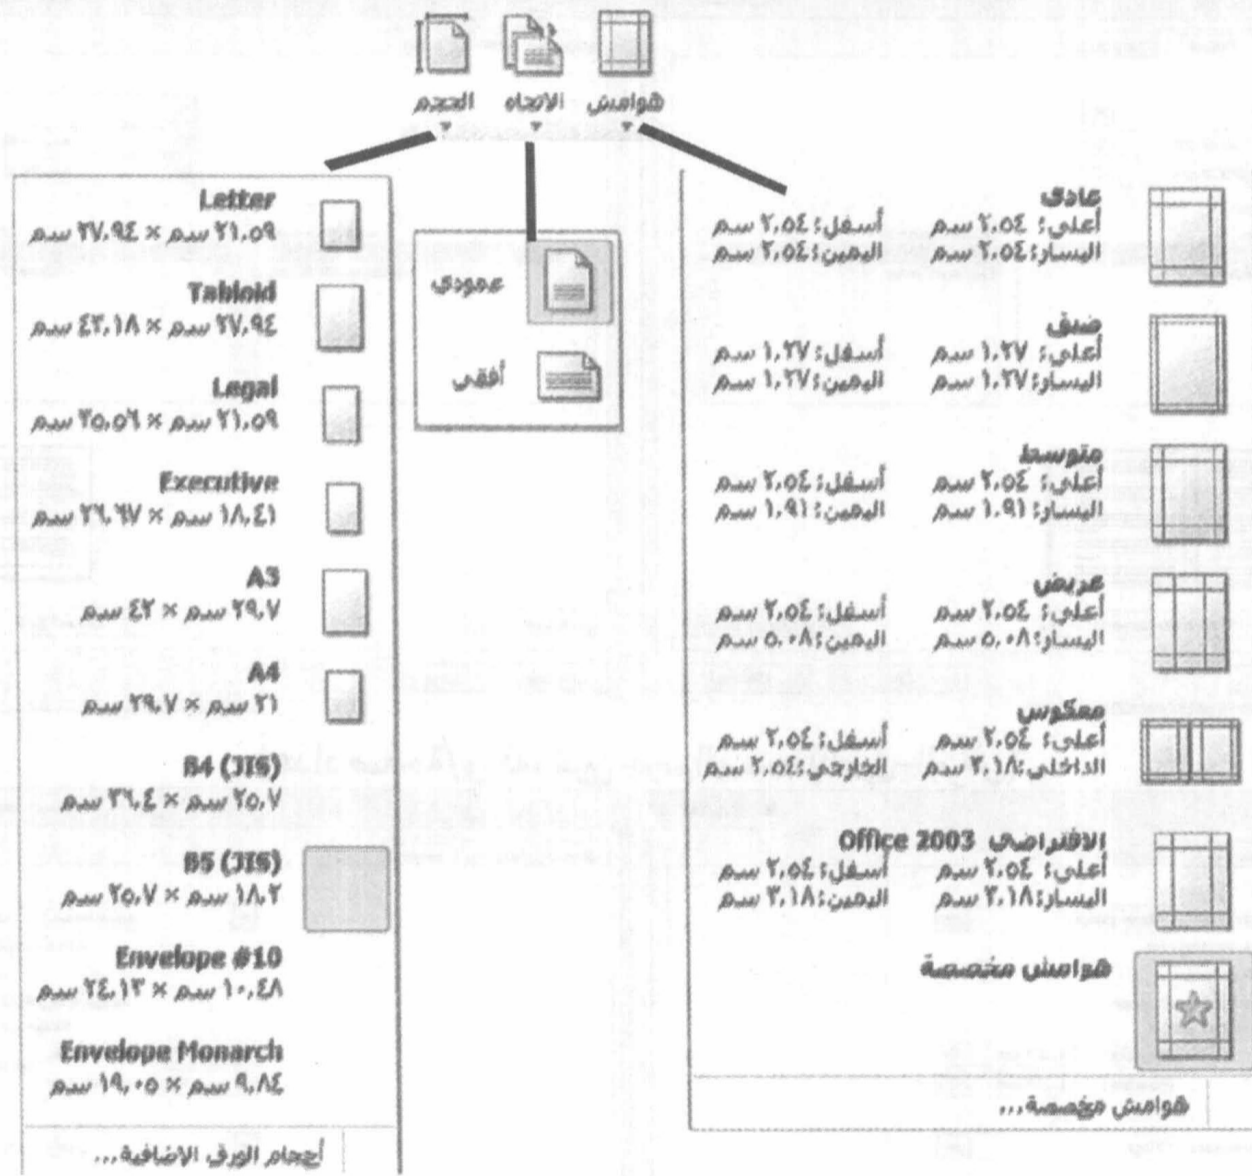 هوامش الاتجاه الحجم
عادي
أعلى: ٢,٥٤ سم أسفل: ٢,٥٤ سم
اليسار: ٢,٥٤ سم اليمين: ٢,٥٤ سم
ضيق
أعلى: ١,٢٧ سم أسفل: ١,٢٧ سم
اليسار: ١,٢٧ سم اليمين: ١,٢٧ سم
متوسط
أعلى: ٢,٥٤ سم أسفل: ٢,٥٤ سم
اليسار: ١,٩١ سم اليمين: ١,٩١ سم
عريض
أعلى: ٢,٥٤ سم أسفل: ٢,٥٤ سم
اليسار: ٥,٠٨ سم اليمين: ٥,٠٨ سم
معكوس
أعلى: ٢,٥٤ سم أسفل: ٢,٥٤ سم
الداخلي: ٣,١٨ سم الخارجي: ٢,٥٤ سم
الافتراضي Office 2003
أعلى: ٢,٥٤ سم أسفل: ٢,٥٤ سم
اليسار: ٣,١٨ سم اليمين: ٣,١٨ سم
هوامش مخصصة
هوامش مخصصة...
عمودي
أفقي
Letter
٢١,٥٩ سم × ٢٧,٩٤ سم
Tabloid
٢٧,٩٤ سم × ٤٣,١٨ سم
Legal
٢١,٥٩ سم × ٣٥,٥٦ سم
Executive
١٨,٤١ سم × ٢٦,٦٧ سم
A3
٢٩,٧ سم × ٤٢ سم
A4
٢١ سم × ٢٩,٧ سم
B4 (JIS)
٢٥,٧ سم × ٣٦,٤ سم
B5 (JIS)
١٨,٢ سم × ٢٥,٧ سم
Envelope #10
١٠,٤٨ سم × ٢٤,١٣ سم
Envelope Monarch
٩,٨٤ سم × ١٩,٠٥ سم
أحجام الورق الإضافية...